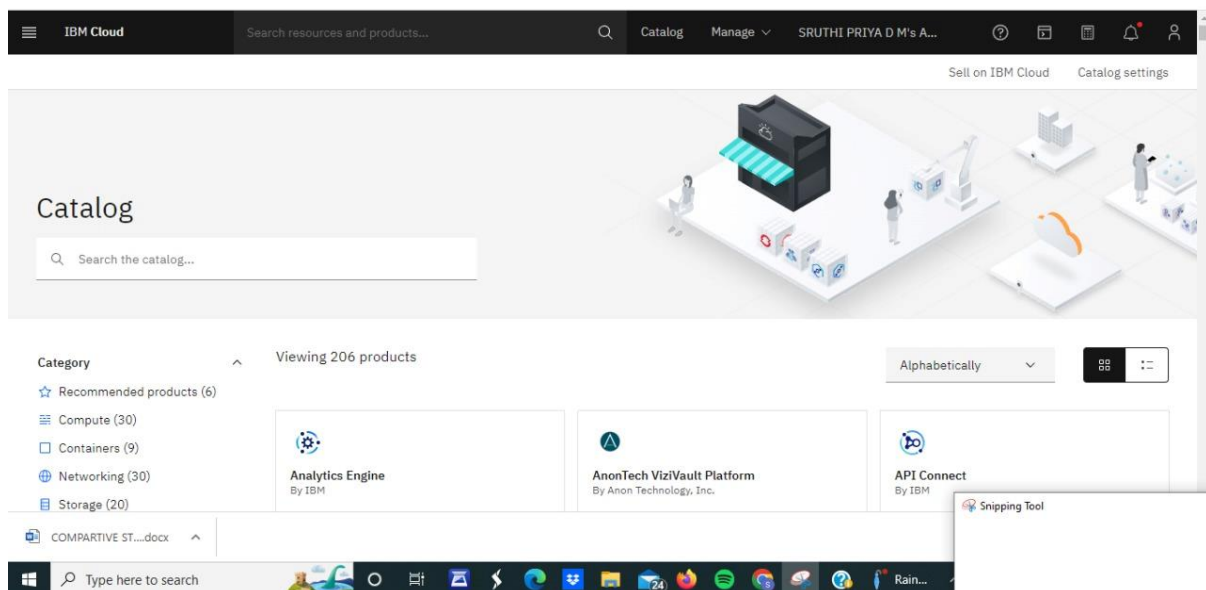 IBM Cloud Search resources and products... Catalog Manage SRUTHI PRIYA D M's A...
Sell on IBM Cloud Catalog settings
Catalog
Search the catalog...
Category
Recommended products (6)
Compute (30)
Containers (9)
Networking (30)
Storage (20)
Viewing 206 products
Alphabetically
Analytics Engine
By IBM
AnonTech ViziVault Platform
By Anon Technology, Inc.
API Connect
By IBM
Snipping Tool
COMPARTIVE ST....docx
Type here to search 24 Rain...